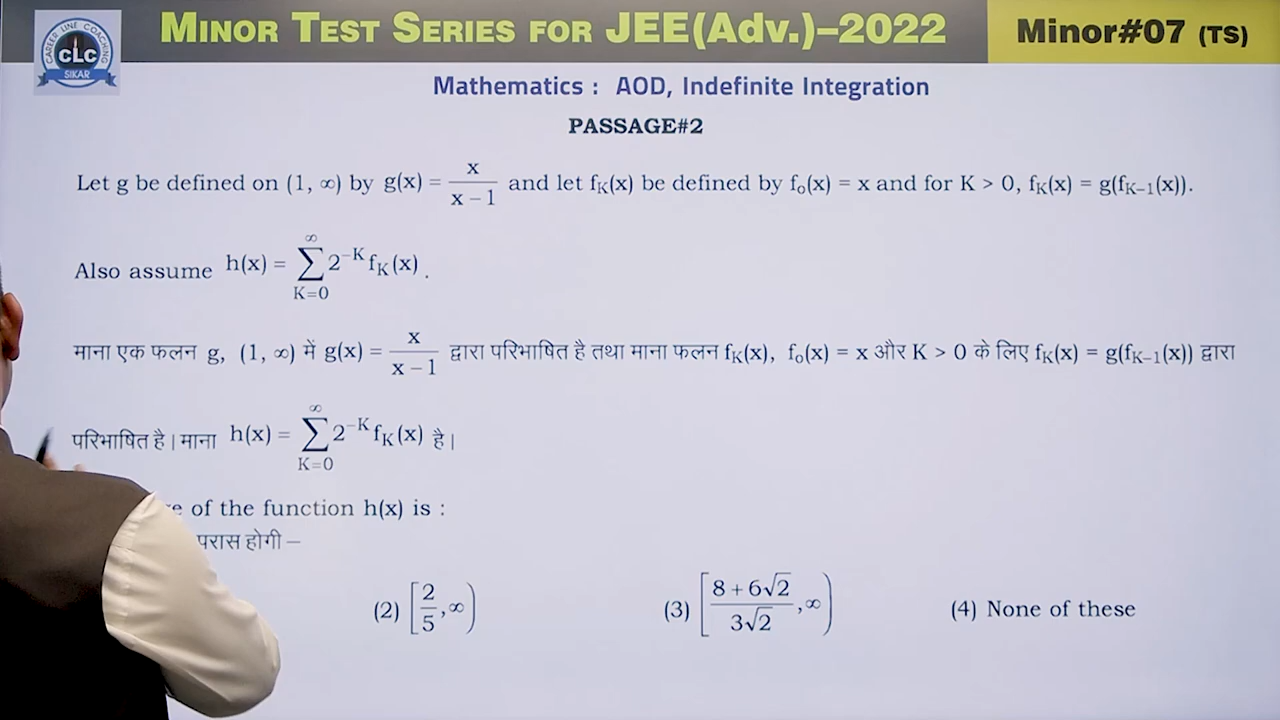 CAREER LINE COACHING
CLC
SIKAR
MINOR TEST SERIES FOR JEE(Adv.)–2022
Minor#07 (TS)
Mathematics : AOD, Indefinite Integration
PASSAGE#2
Let g be defined on (1, ∞) by g(x) = x/(x – 1) and let f_K(x) be defined by f_o(x) = x and for K > 0, f_K(x) = g(f_{K–1}(x)).
Also assume h(x) = ∑_{K=0}^{∞} 2^{–K} f_K(x) .
माना एक फलन g, (1, ∞) में g(x) = x/(x – 1) द्वारा परिभाषित है तथा माना फलन f_K(x), f_o(x) = x और K > 0 के लिए f_K(x) = g(f_{K–1}(x)) द्वारा
परिभाषित है | माना h(x) = ∑_{K=0}^{∞} 2^{–K} f_K(x) है |
of the function h(x) is :
परास होगी –
(2) [2/5, ∞) (3) [(8 + 6√2)/(3√2), ∞) (4) None of these